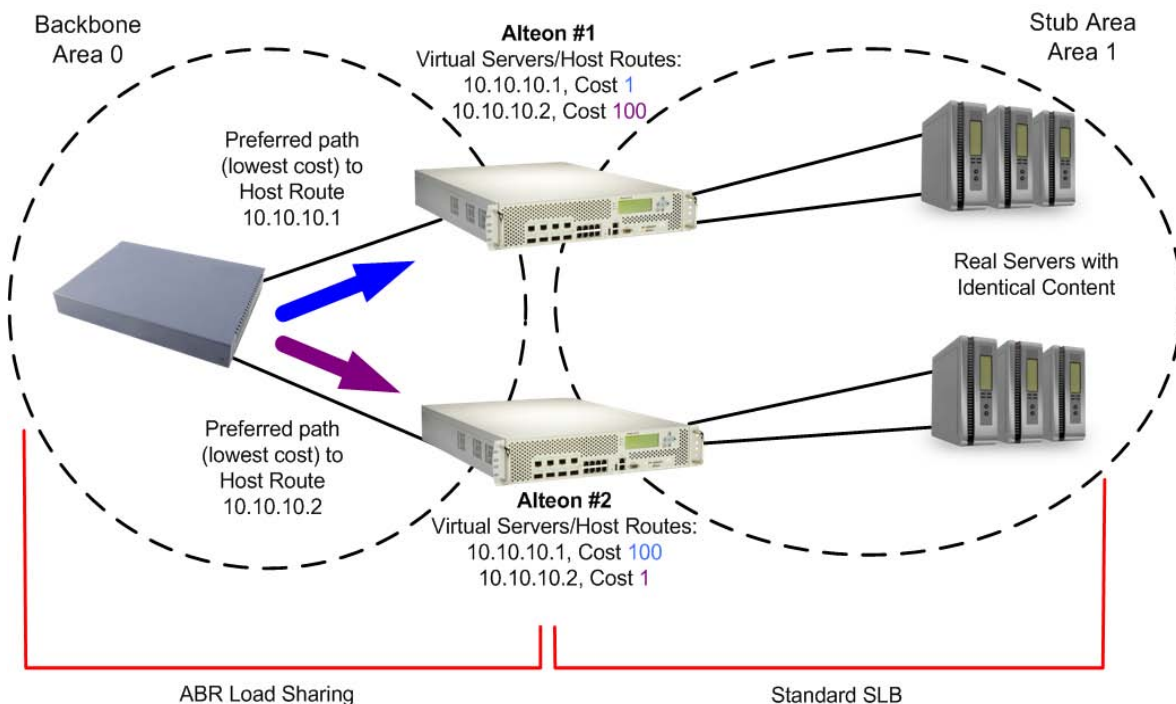 Backbone
Area 0
Alteon #1
Virtual Servers/Host Routes:
10.10.10.1, Cost 1
10.10.10.2, Cost 100
Stub Area
Area 1
Preferred path
(lowest cost) to
Host Route
10.10.10.1
Real Servers with
Identical Content
Preferred path
(lowest cost) to
Host Route
10.10.10.2
Alteon #2
Virtual Servers/Host Routes:
10.10.10.1, Cost 100
10.10.10.2, Cost 1
ABR Load Sharing
Standard SLB